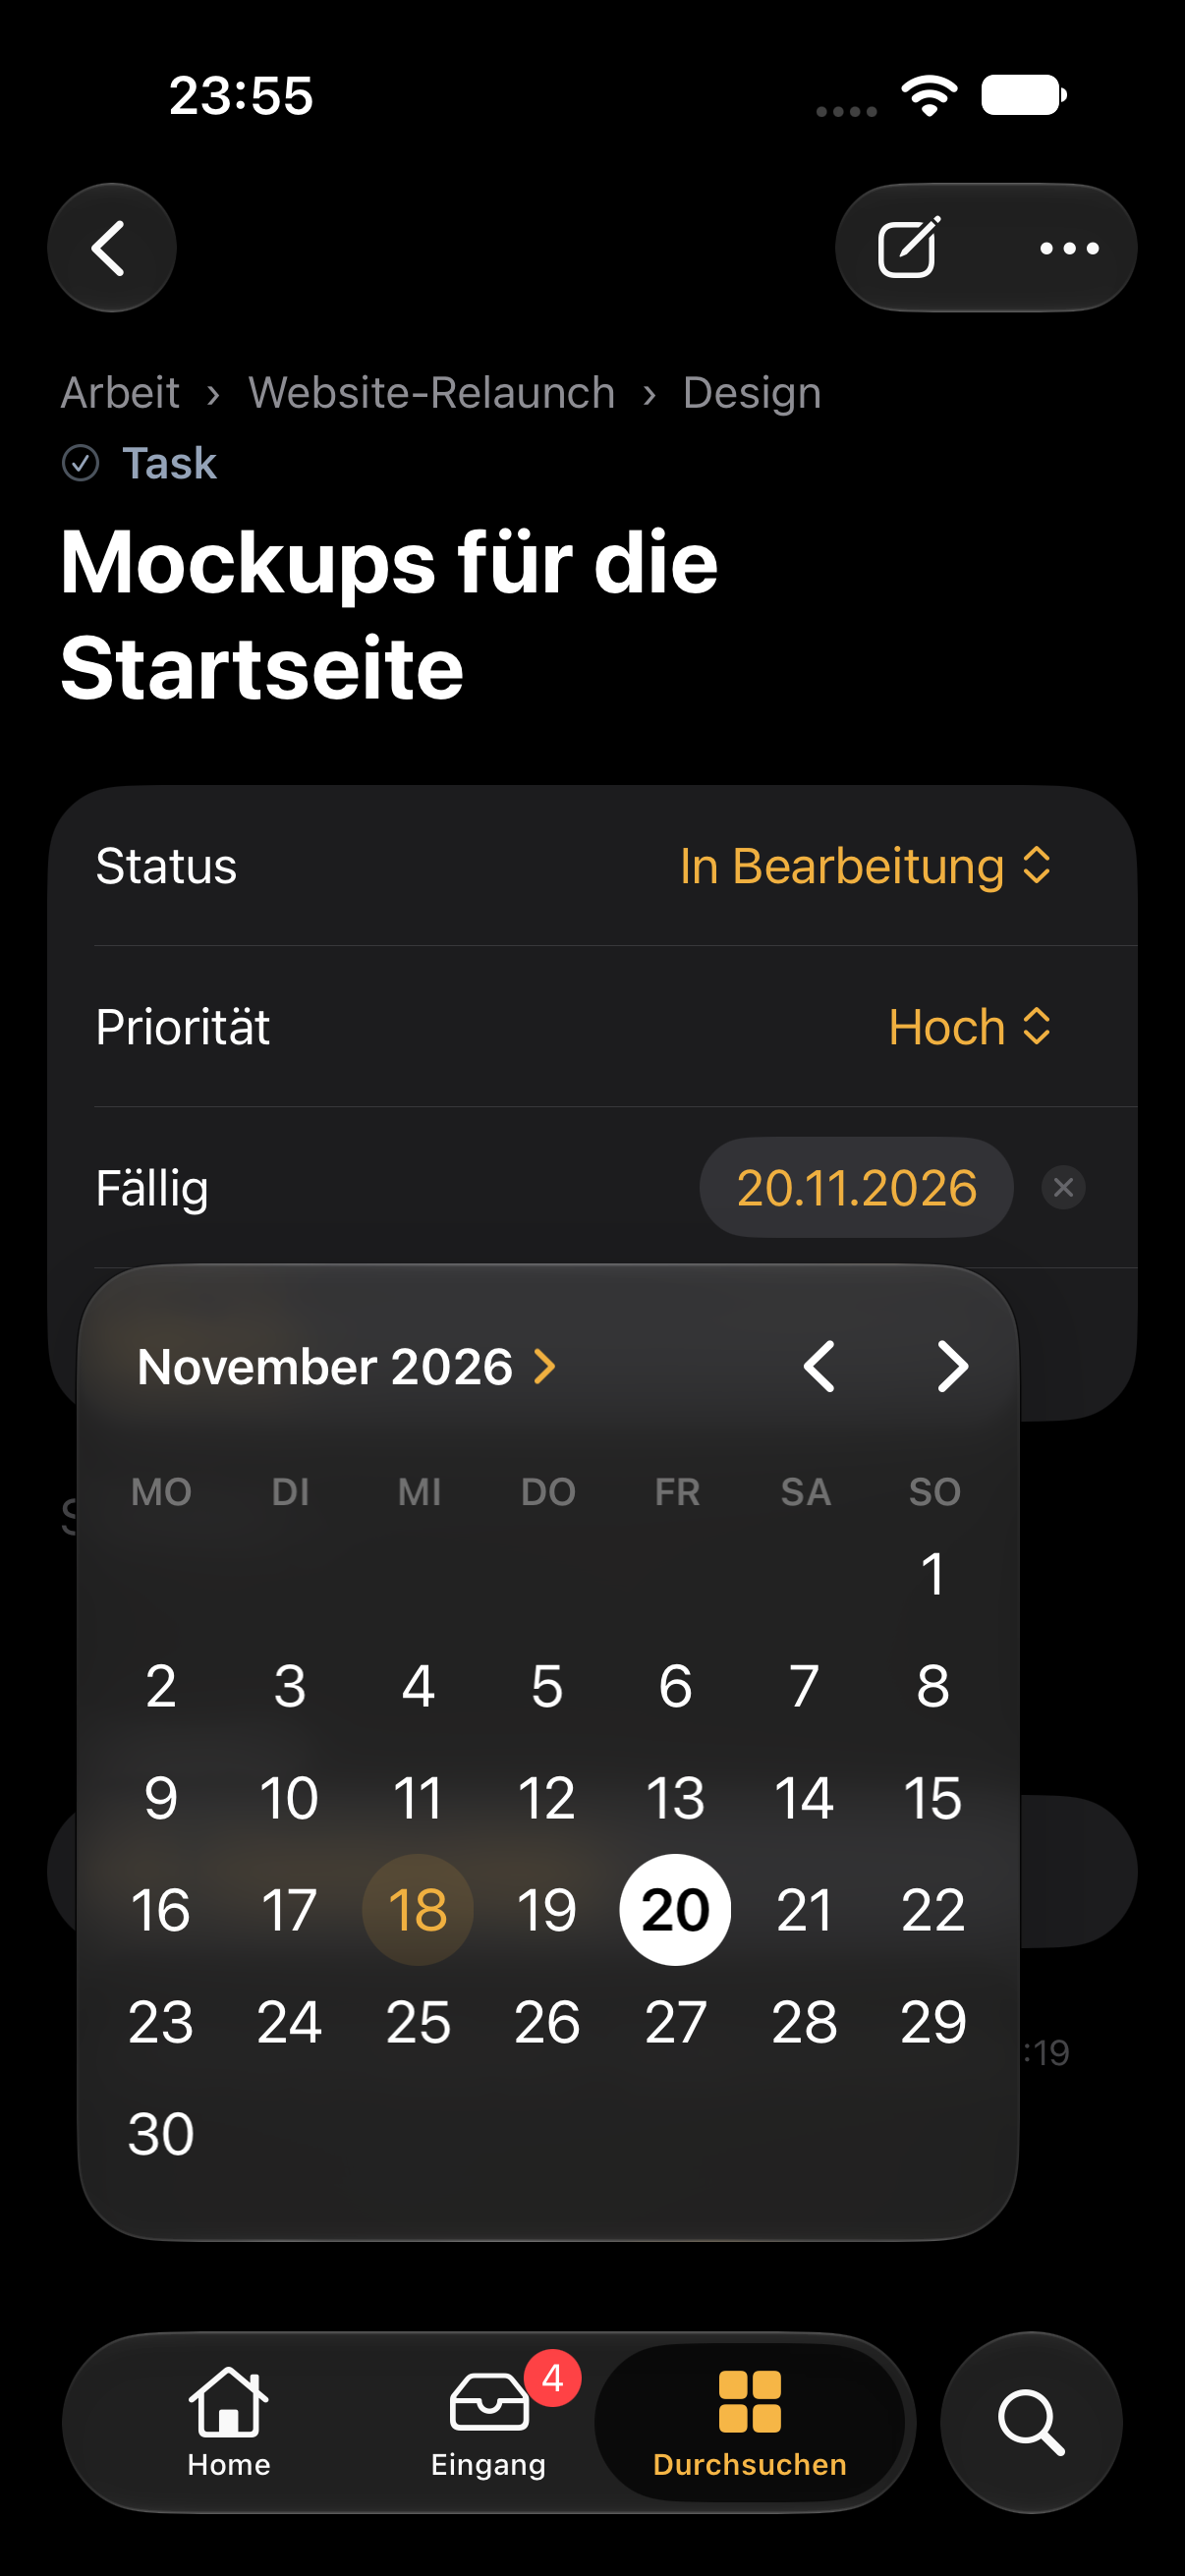 23:55
Arbeit › Website-Relaunch › Design
Task
Mockups für die
Startseite
Status In Bearbeitung
Priorität Hoch
Fällig 20.11.2026
November 2026
MO DI MI DO FR SA SO
1
2 3 4 5 6 7 8
9 10 11 12 13 14 15
16 17 18 19 20 21 22
23 24 25 26 27 28 29
:19
30
4
Home Eingang Durchsuchen